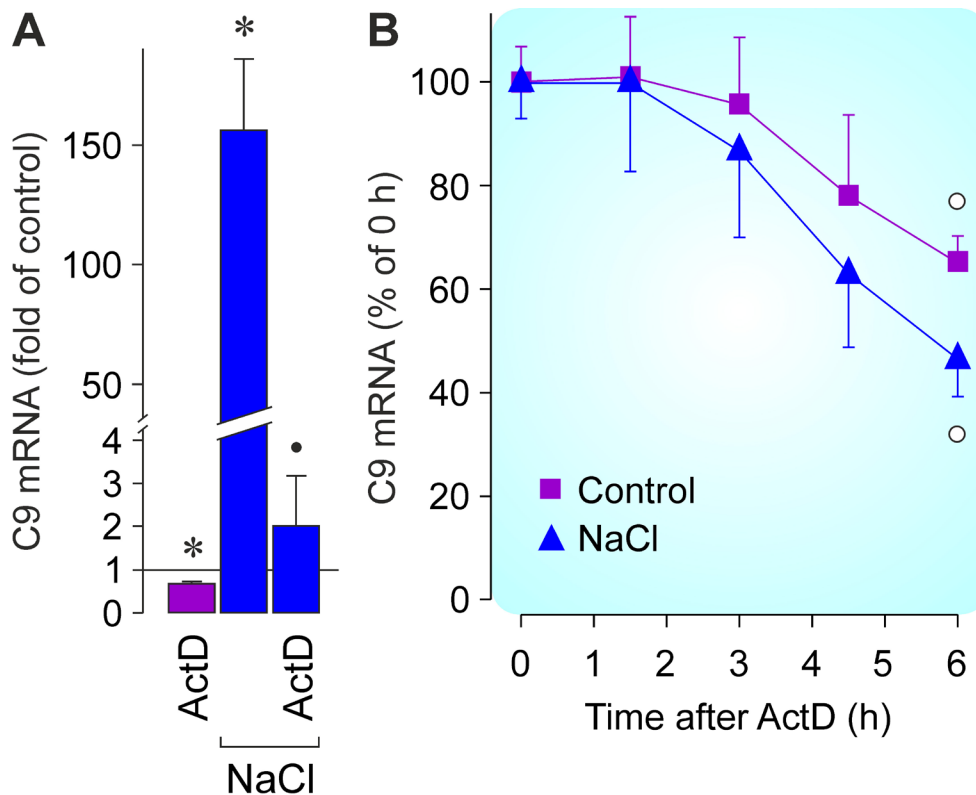 A
C9 mRNA (fold of control)
150
100
50
4
3
2
1
0
*
*
•
ActD
ActD
NaCl
B
C9 mRNA (% of 0 h)
100
80
60
40
20
0
Control
NaCl
0 1 2 3 4 5 6
Time after ActD (h)